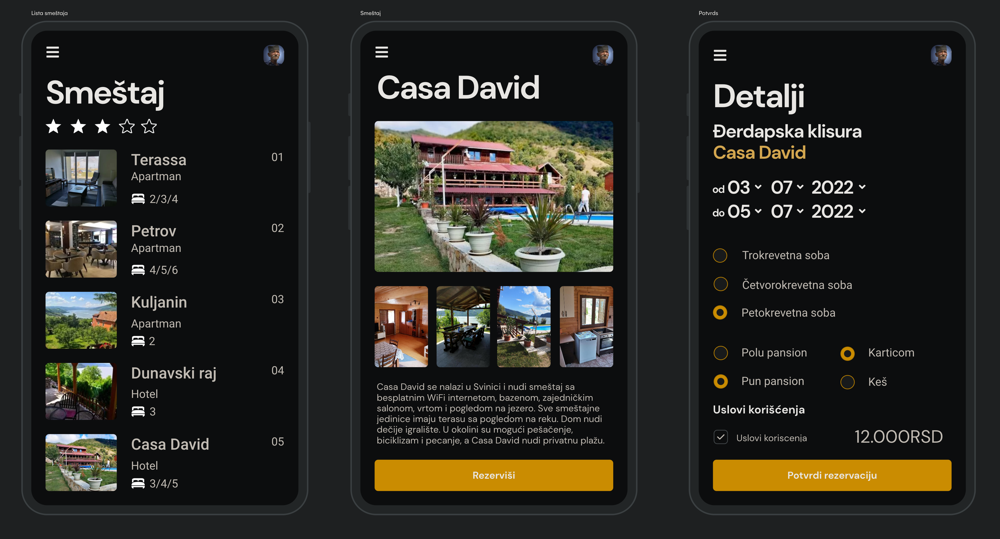 Lista smeštaja
Smeštaj
Terassa
01
Apartman
2/3/4
Petrov
02
Apartman
4/5/6
Kuljanin
03
Apartman
2
Dunavski raj
04
Hotel
3
Casa David
05
Hotel
3/4/5
Smeštaj
Casa David
Casa David se nalazi u Svinici i nudi smeštaj sa
besplatnim WiFi internetom, bazenom, zajedničkim
salonom, vrtom i pogledom na jezero. Sve smeštajne
jedinice imaju terasu sa pogledom na reku. Dom nudi
dečije igralište. U okolini su mogući pešačenje,
biciklizam i pecanje, a Casa David nudi privatnu plažu.
Rezerviši
Potvrds
Detalji
Đerdapska klisura
Casa David
od 03 07 2022
do 05 07 2022
Trokrevetna soba
Četvorokrevetna soba
Petokrevetna soba
Polu pansion
Karticom
Pun pansion
Keš
Uslovi korišćenja
Uslovi koriscenja
12.000RSD
Potvrdi rezervaciju